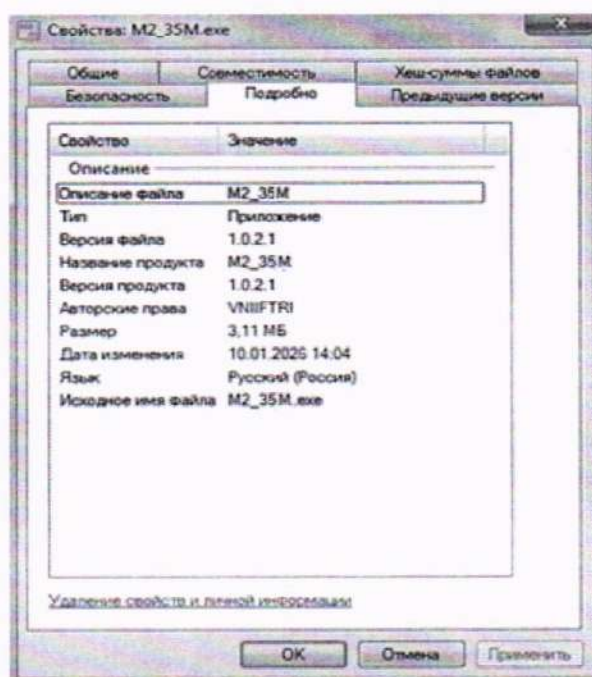 Свойства: M2_35M.exe
Общие Совместимость Хеш-суммы файлов
Безопасность Подробно Предыдущие версии
Свойство Значение
Описание
Описание файла M2_35M
Тип Приложение
Версия файла 1.0.2.1
Название продукта M2_35M
Версия продукта 1.0.2.1
Авторские права VNIIFTRI
Размер 3,11 МБ
Дата изменения 10.01.2026 14:04
Язык Русский (Россия)
Исходное имя файла M2_35M.exe
Удаление свойств и личной информации
ОК Отмена Применить